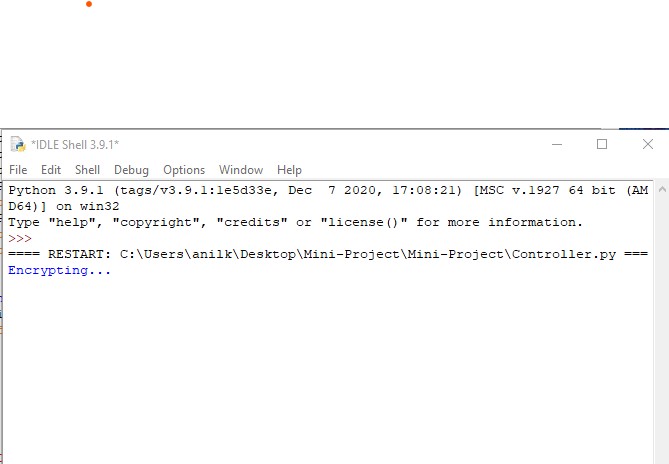 *IDLE Shell 3.9.1*
File Edit Shell Debug Options Window Help
Python 3.9.1 (tags/v3.9.1:1e5d33e, Dec  7 2020, 17:08:21) [MSC v.1927 64 bit (AM
D64)] on win32
Type "help", "copyright", "credits" or "license()" for more information.
>>>
==== RESTART: C:\Users\anilk\Desktop\Mini-Project\Mini-Project\Controller.py ===
Encrypting...